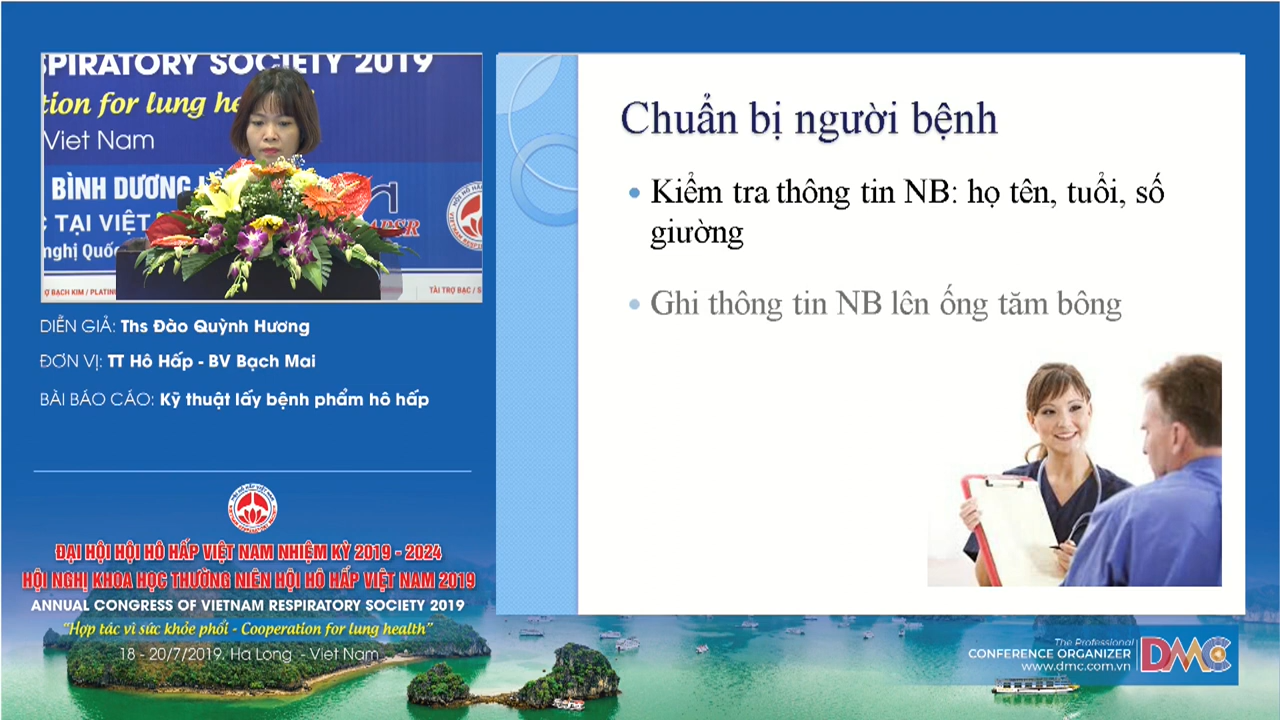 PIRATORY SOCIETY 2019
tion for lung he
Viet Nam
BÌNH DƯƠNG
TẠI VIỆT
nghị Quốc
APSR
Ợ BẠCH KIM / PLATIN
TÀI TRỢ BẠC / S
DIỄN GIẢ: Ths Đào Quỳnh Hương
ĐƠN VỊ: TT Hô Hấp - BV Bạch Mai
BÀI BÁO CÁO: Kỹ thuật lấy bệnh phẩm hô hấp
ĐẠI HỘI HỘI HÔ HẤP VIỆT NAM NHIỆM KỲ 2019 - 2024
HỘI NGHỊ KHOA HỌC THƯỜNG NIÊN HỘI HÔ HẤP VIỆT NAM 2019
ANNUAL CONGRESS OF VIETNAM RESPIRATORY SOCIETY 2019
"Hợp tác vì sức khỏe phổi - Cooperation for lung health"
18 - 20/7/2019. Ha Long - Viet Nam
Chuẩn bị người bệnh
• Kiểm tra thông tin NB: họ tên, tuổi, số
giường
• Ghi thông tin NB lên ống tăm bông
The Professional
CONFERENCE ORGANIZER
www.dmc.com.vn
DMC